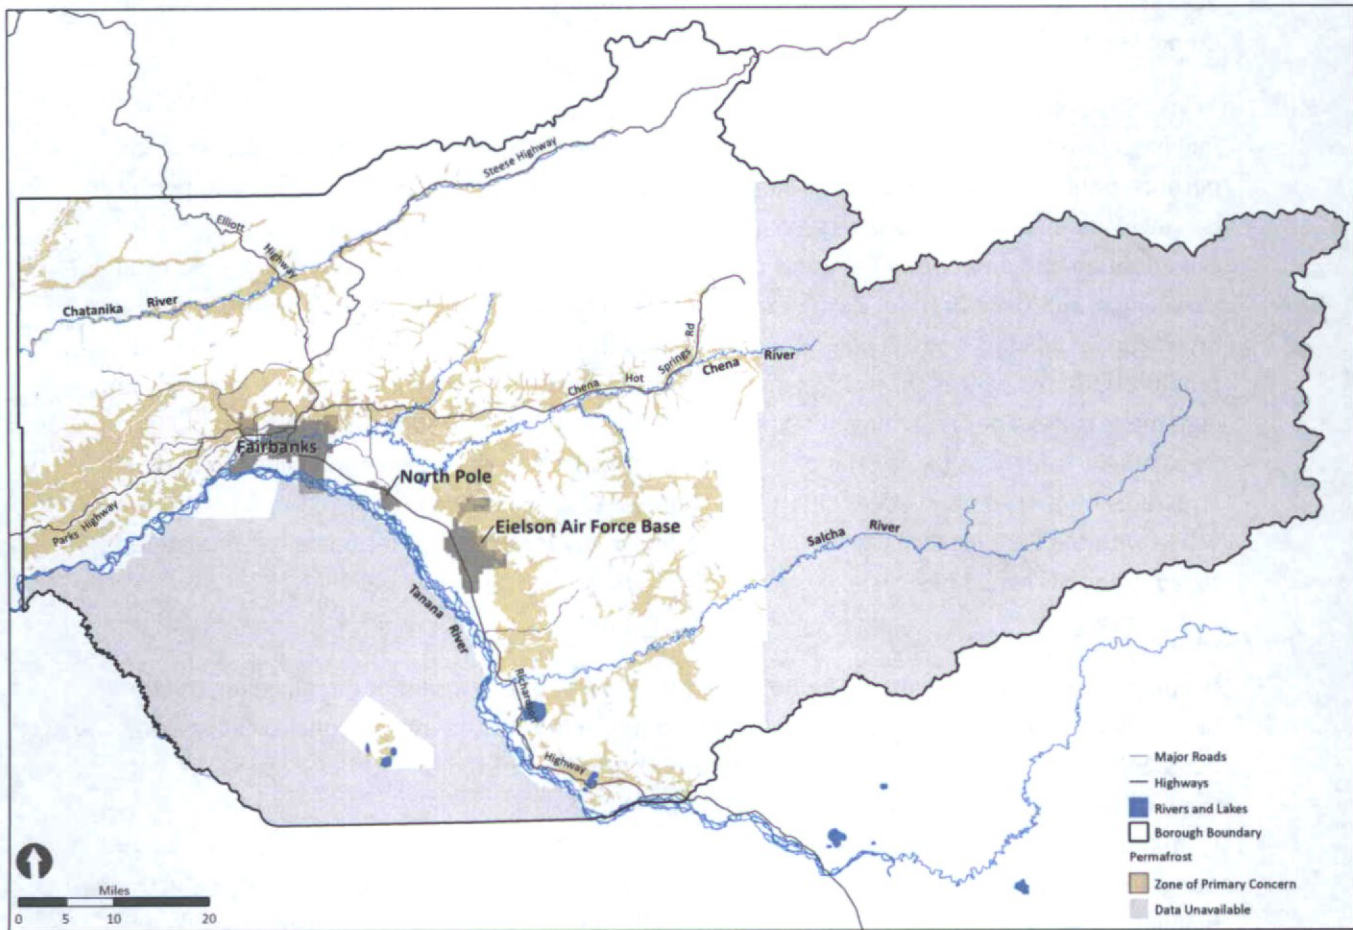 Steese Highway
Elliott
Highway
Chatanika River
Chena Hot Springs Rd
Chena River
Fairbanks
North Pole
Parks Highway
Eielson Air Force Base
Salcha River
Tanana River
Richardson
Highway
Major Roads
Highways
Rivers and Lakes
Borough Boundary
Permafrost
Zone of Primary Concern
Data Unavailable
Miles
0 5 10 20